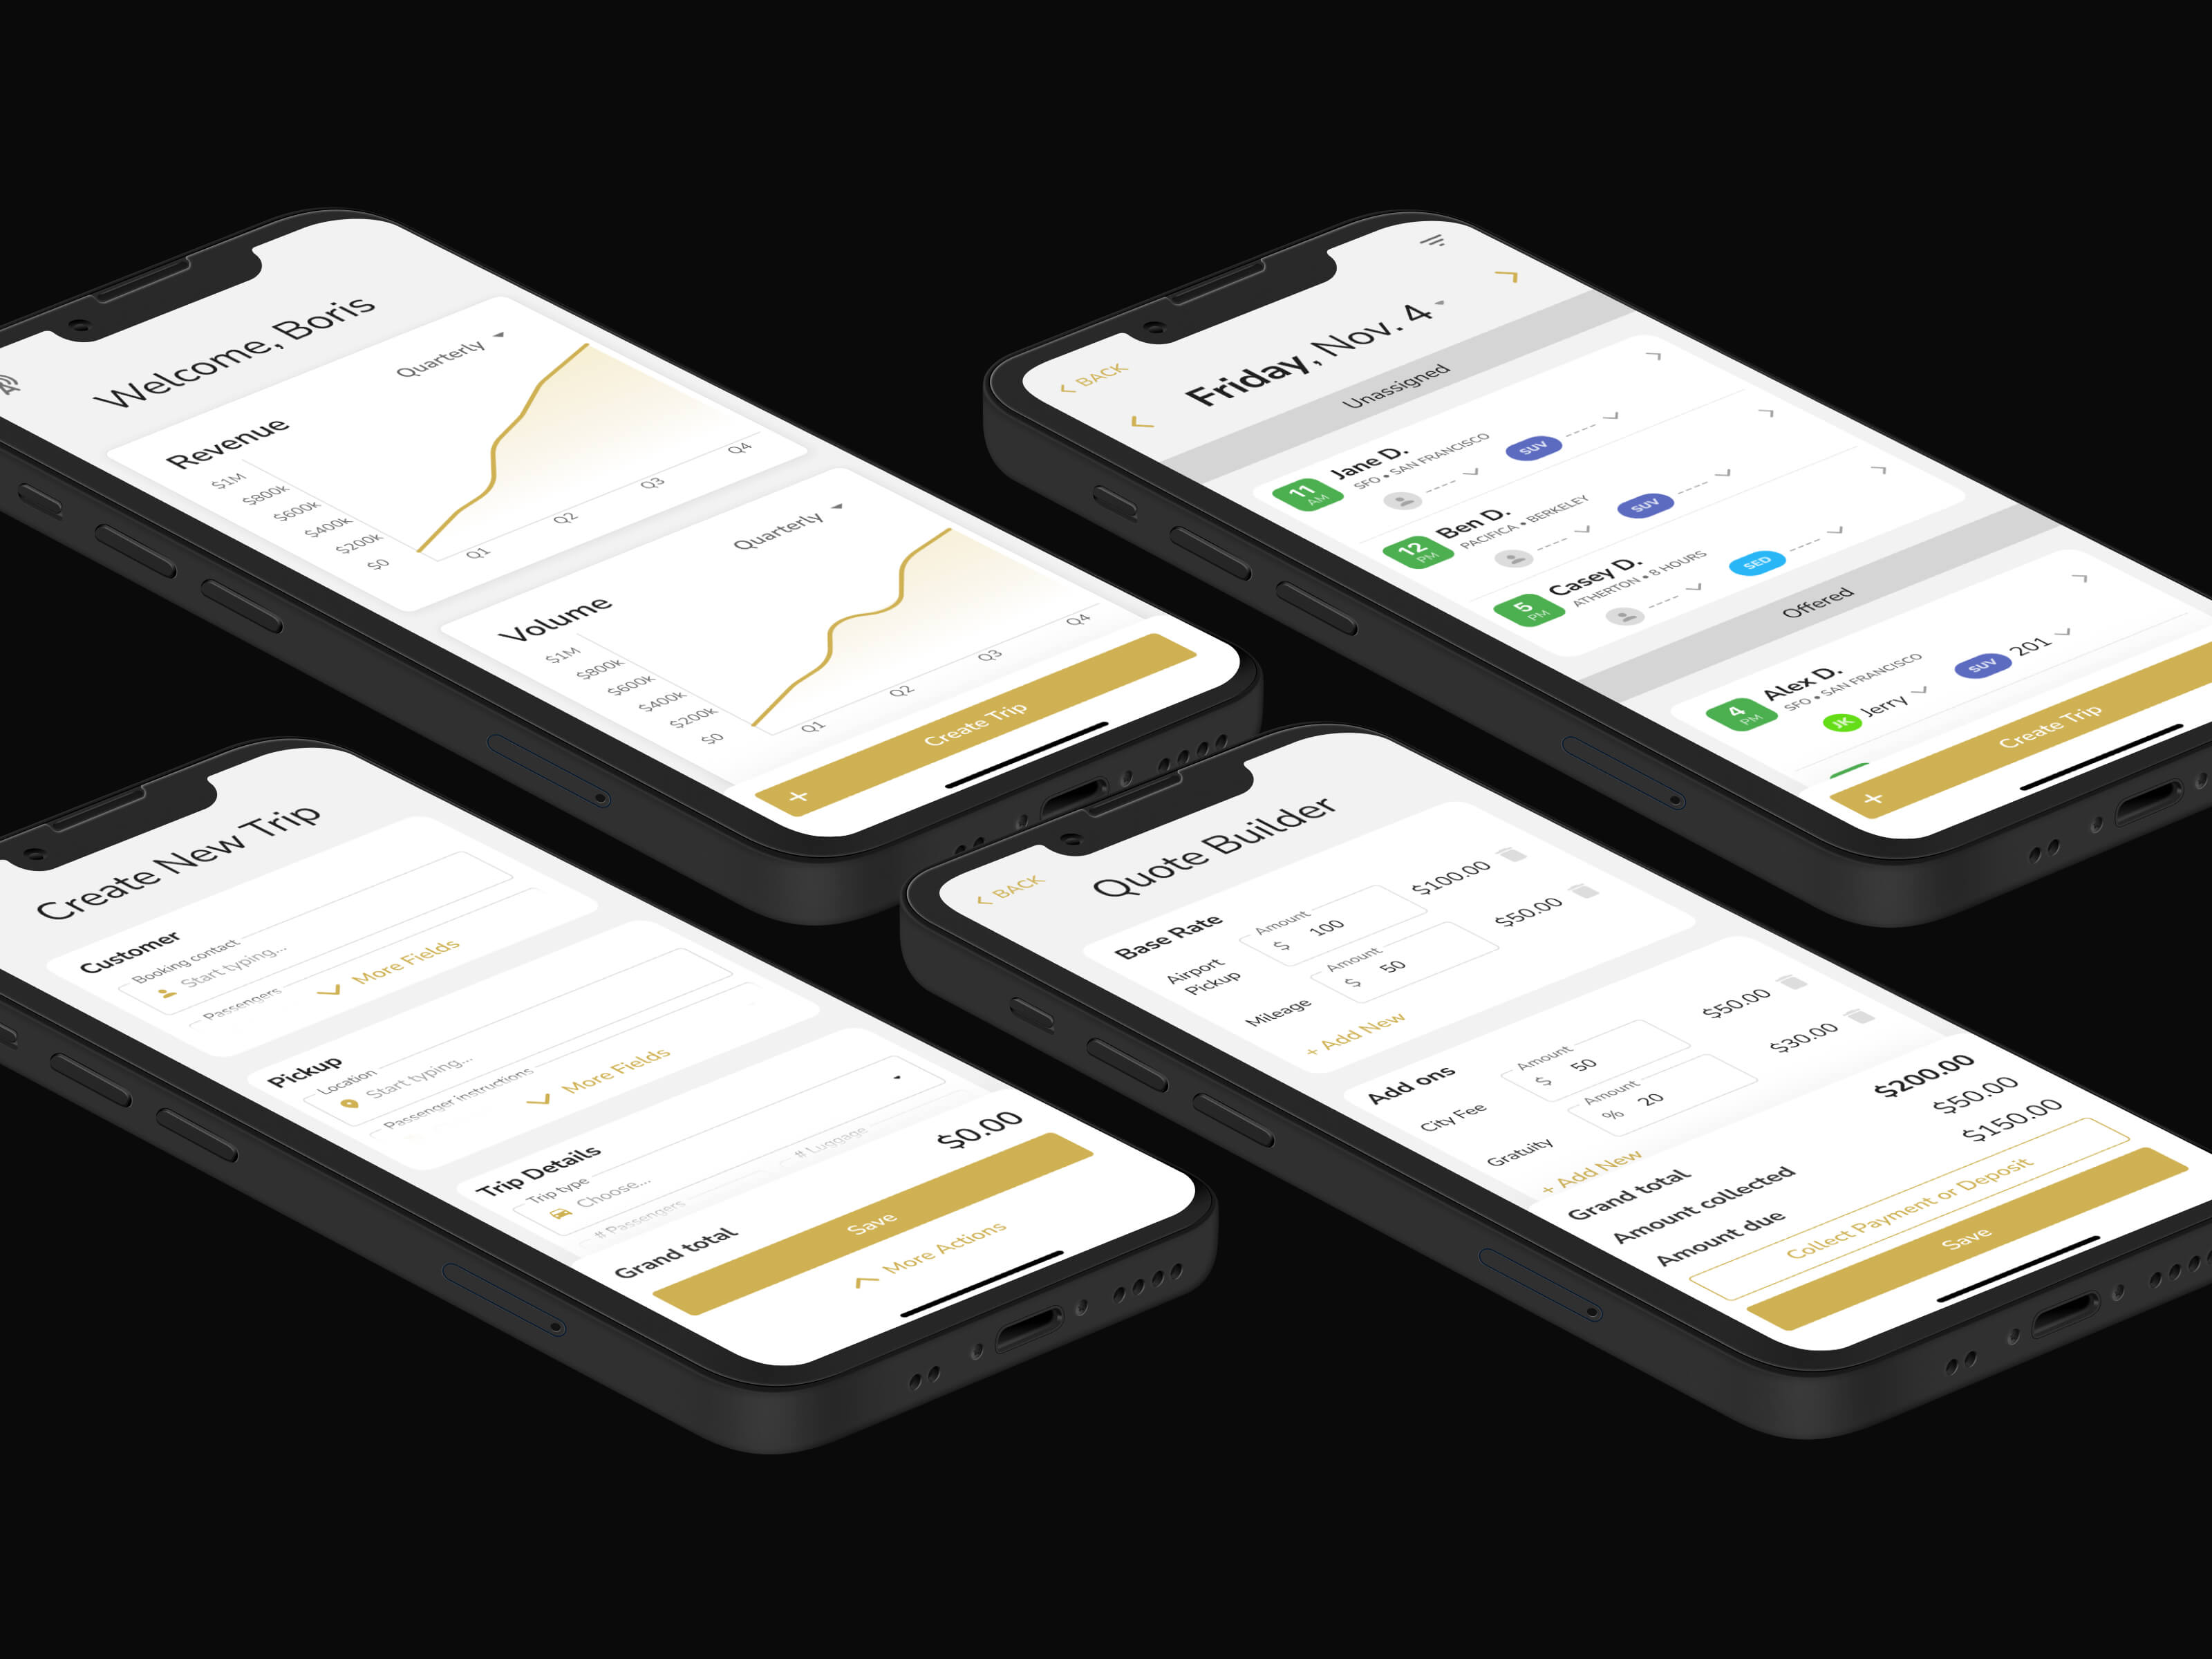 Welcome, Boris
Revenue
Quarterly
$1M
$800k
$600k
$400k
$200k
$0
Q1
Q2
Q3
Q4
Volume
Quarterly
$1M
$800k
$600k
$400k
$200k
$0
Q1
Q2
Q3
Q4
+ Create Trip
BACK
Friday, Nov. 4
Unassigned
11 AM
Jane D.
SFO • SAN FRANCISCO
---- SUV ----
12 PM
Ben D.
PACIFICA • BERKELEY
---- SUV ----
5 PM
Casey D.
ATHERTON • 8 HOURS
---- SED ----
Offered
4 PM
Alex D.
SFO • SAN FRANCISCO
JK Jerry SUV 201
+ Create Trip
Create New Trip
Customer
Booking contact
Start typing...
Passengers
More Fields
Pickup
Location
Start typing...
Passenger instructions
More Fields
Trip Details
Trip type
Choose...
# Passengers
# Luggage
Grand total $0.00
Save
More Actions
BACK
Quote Builder
Base Rate
Airport
Pickup
Amount
$ 100
$100.00
Mileage
Amount
$ 50
$50.00
+ Add New
Add ons
City Fee
Amount
$ 50
$50.00
Gratuity
Amount
% 20
$30.00
+ Add New
Grand total $200.00
Amount collected $50.00
Amount due $150.00
Collect Payment or Deposit
Save